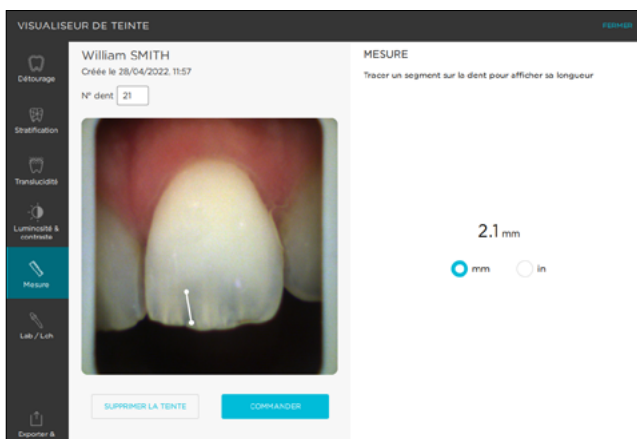 VISUALISEUR DE TEINTE
FERMER
Détourage
Stratification
Translucidité
Luminosité &
contraste
Mesure
Lab / Lch
Exporter &
William SMITH
Créée le 28/04/2022, 11:57
N° dent 21
SUPPRIMER LA TEINTE
COMMANDER
MESURE
Tracer un segment sur la dent pour afficher sa longueur
2.1 mm
mm in